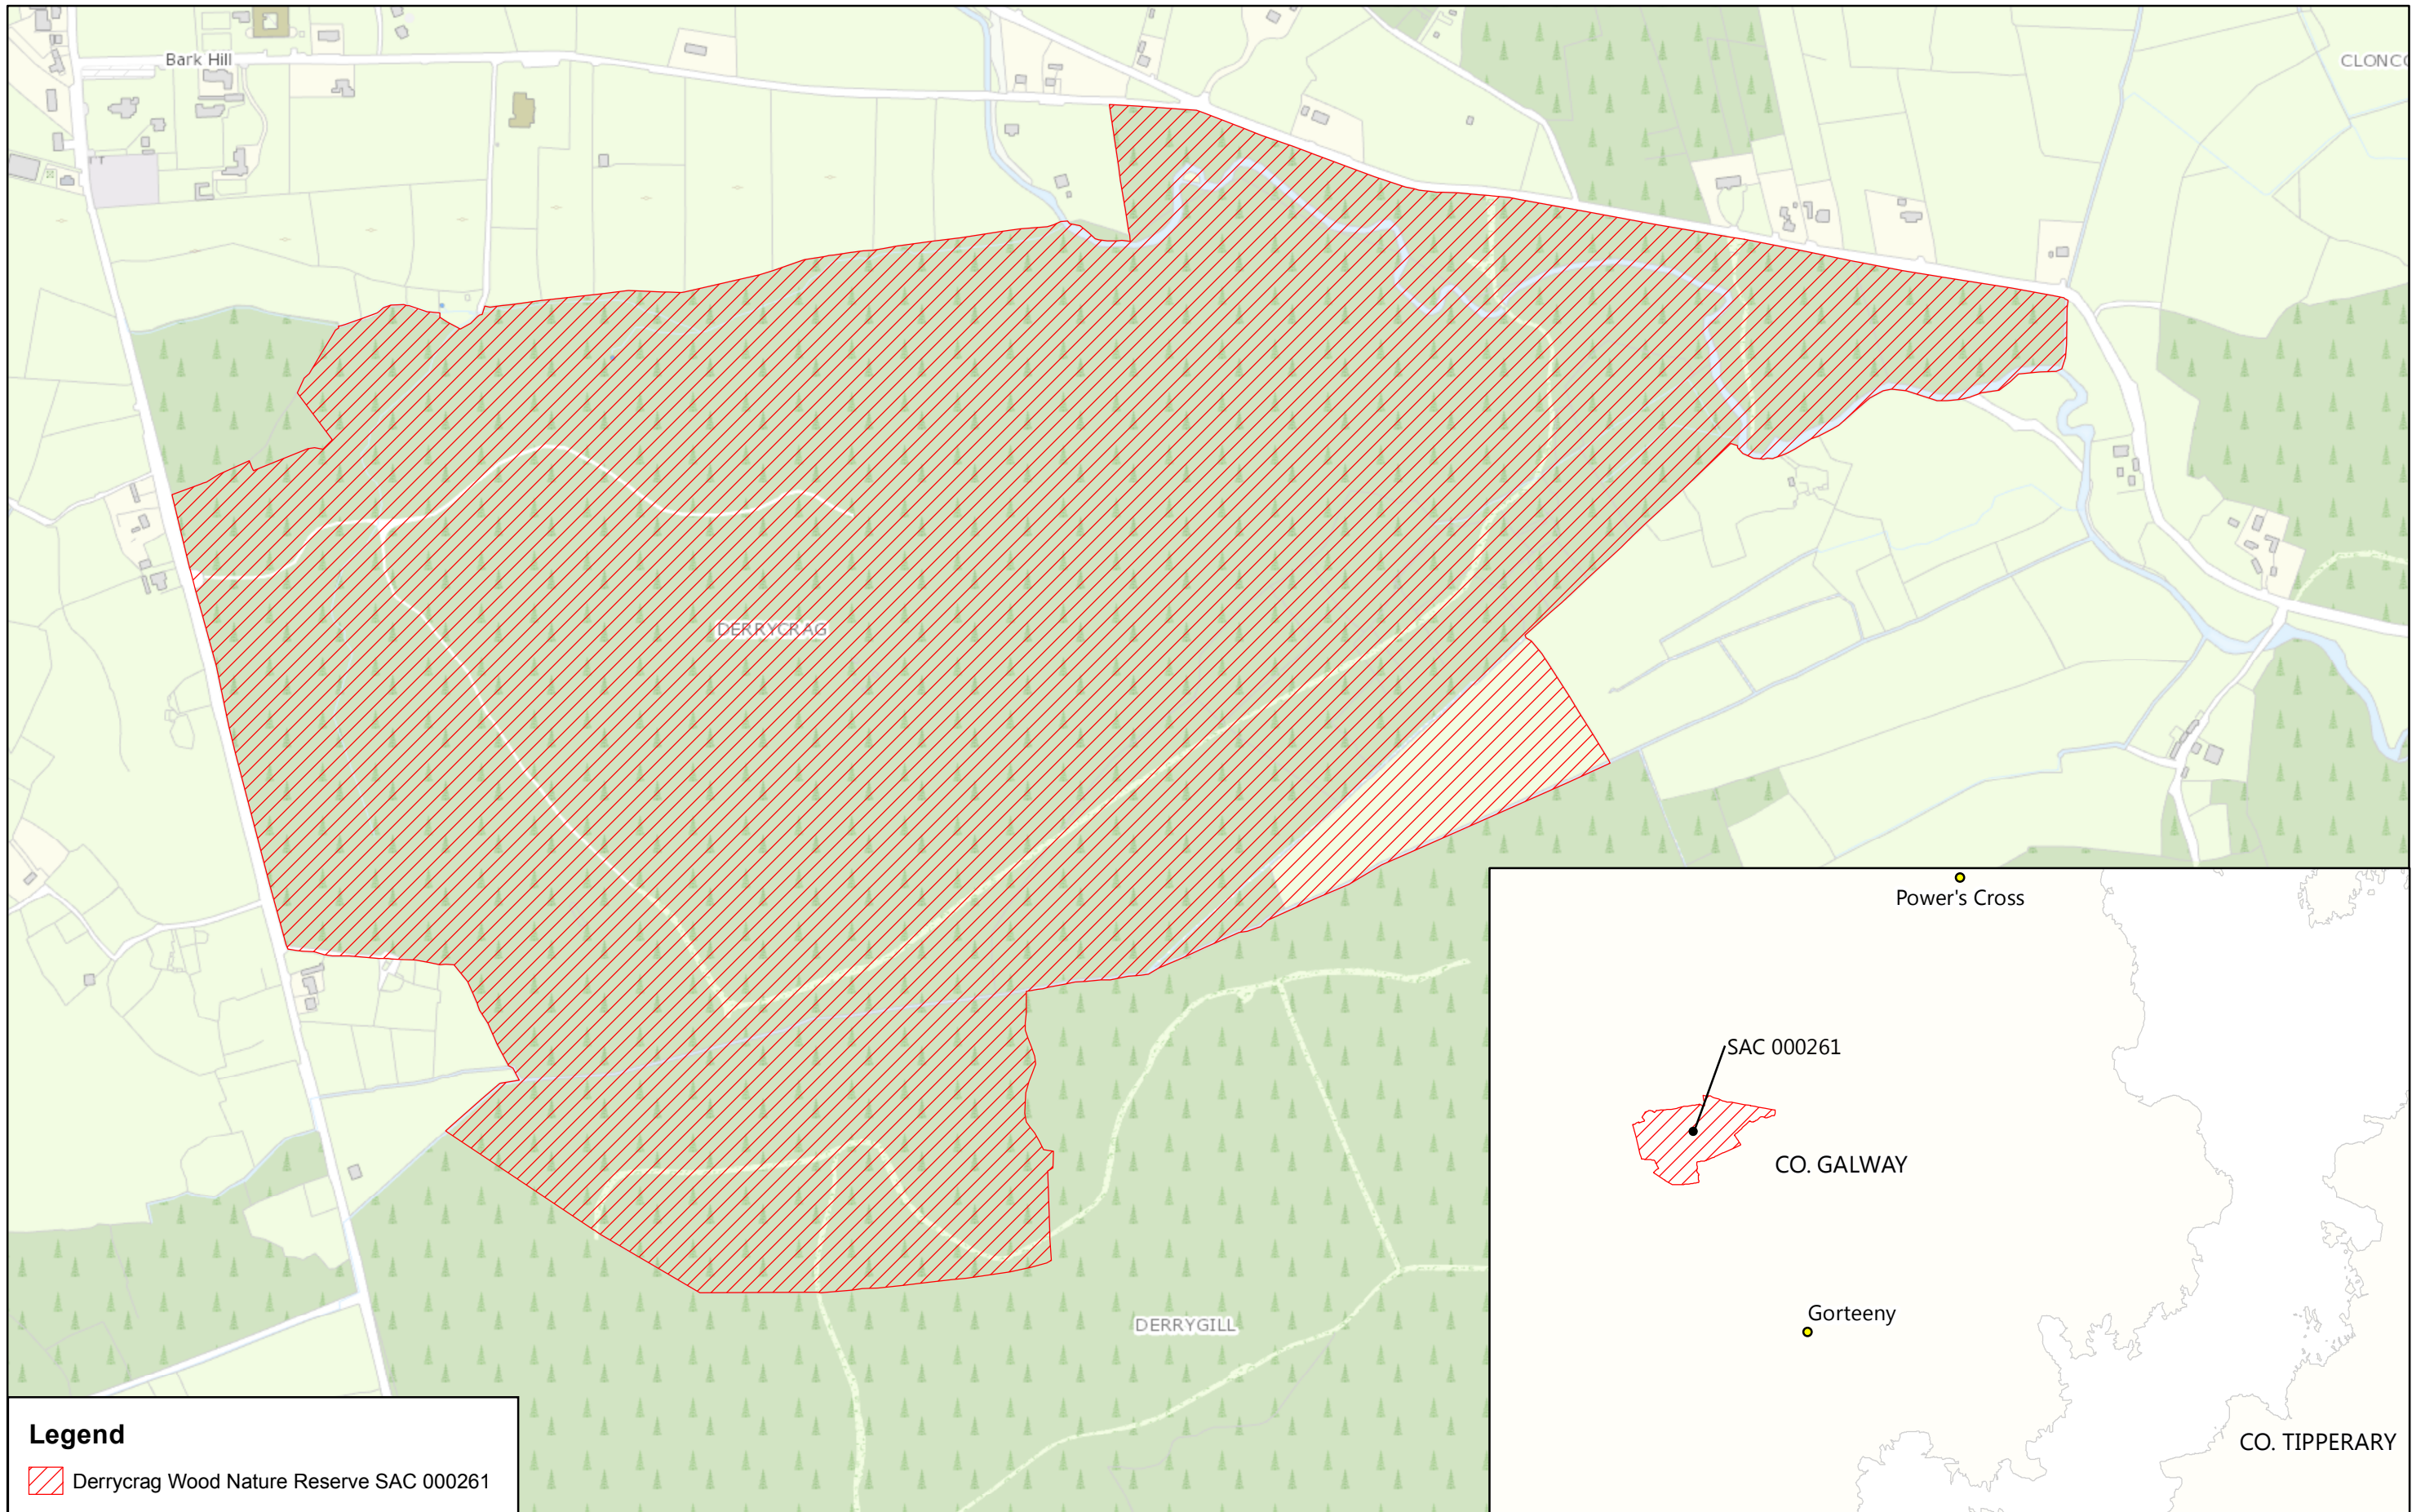 Bark Hill
CLONCO
DERRYCRAG
DERRYGILL
Power's Cross
SAC 000261
CO. GALWAY
Gorteeny
CO. TIPPERARY
Legend
Derrycrag Wood Nature Reserve SAC 000261